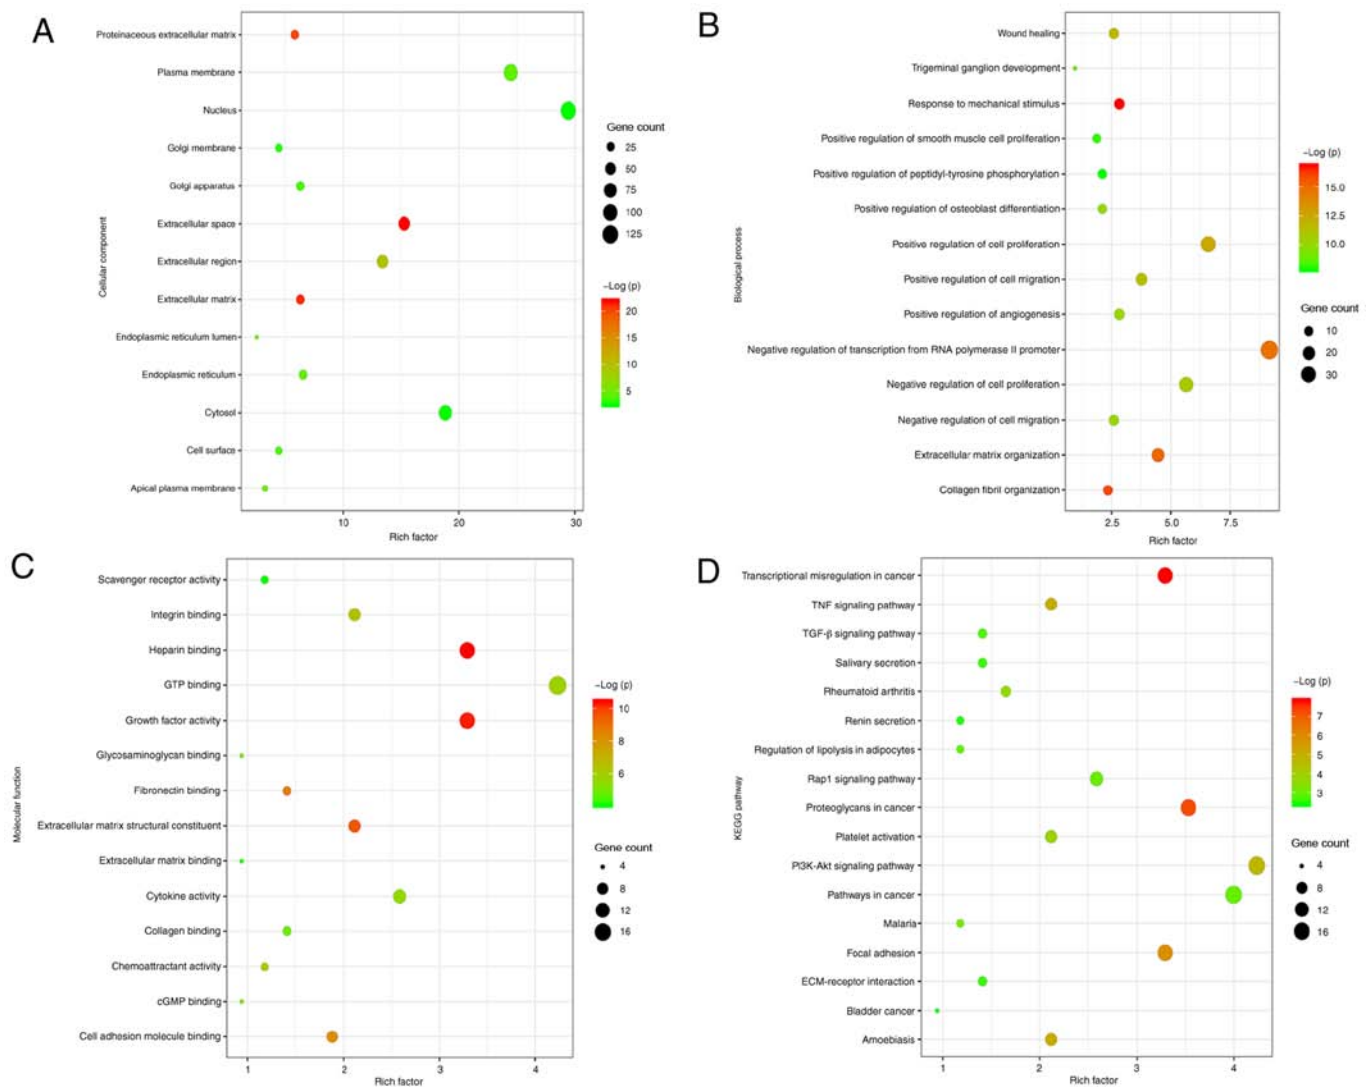 A
Cellular component
Proteinaceous extracellular matrix
Plasma membrane
Nucleus
Golgi membrane
Golgi apparatus
Extracellular space
Extracellular region
Extracellular matrix
Endoplasmic reticulum lumen
Endoplasmic reticulum
Cytosol
Cell surface
Apical plasma membrane
10 20 30
Rich factor
Gene count
25
50
75
100
125
−Log (p)
20
15
10
5
B
Biological process
Wound healing
Trigeminal ganglion development
Response to mechanical stimulus
Positive regulation of smooth muscle cell proliferation
Positive regulation of peptidyl-tyrosine phosphorylation
Positive regulation of osteoblast differentiation
Positive regulation of cell proliferation
Positive regulation of cell migration
Positive regulation of angiogenesis
Negative regulation of transcription from RNA polymerase II promoter
Negative regulation of cell proliferation
Negative regulation of cell migration
Extracellular matrix organization
Collagen fibril organization
2.5 5.0 7.5
Rich factor
−Log (p)
15.0
12.5
10.0
Gene count
10
20
30
C
Molecular function
Scavenger receptor activity
Integrin binding
Heparin binding
GTP binding
Growth factor activity
Glycosaminoglycan binding
Fibronectin binding
Extracellular matrix structural constituent
Extracellular matrix binding
Cytokine activity
Collagen binding
Chemoattractant activity
cGMP binding
Cell adhesion molecule binding
1 2 3 4
Rich factor
−Log (p)
10
8
6
Gene count
4
8
12
16
D
KEGG pathway
Transcriptional misregulation in cancer
TNF signaling pathway
TGF-β signaling pathway
Salivary secretion
Rheumatoid arthritis
Renin secretion
Regulation of lipolysis in adipocytes
Rap1 signaling pathway
Proteoglycans in cancer
Platelet activation
PI3K-Akt signaling pathway
Pathways in cancer
Malaria
Focal adhesion
ECM-receptor interaction
Bladder cancer
Amoebiasis
1 2 3 4
Rich factor
−Log (p)
7
6
5
4
3
Gene count
4
8
12
16